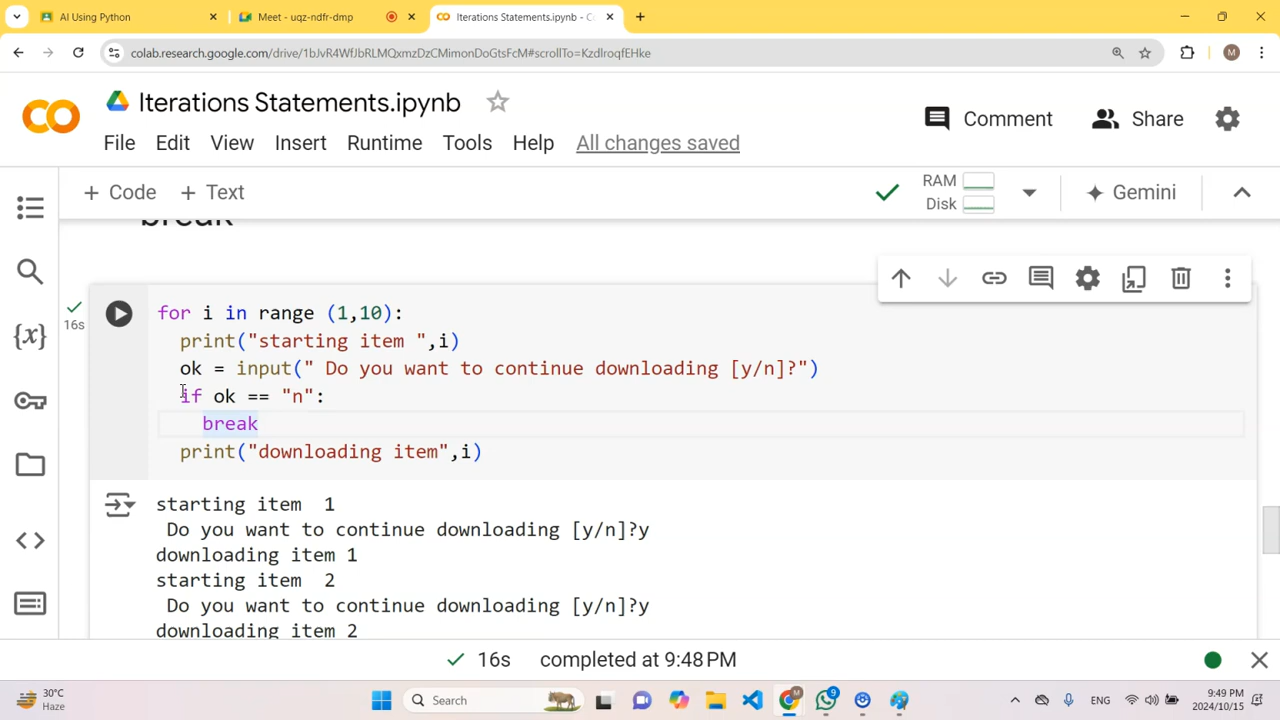 AI Using Python
Meet - uqz-ndfr-dmp
Iterations Statements.ipynb - C
colab.research.google.com/drive/1bJvR4WfJbRLMQxmzDzCMimonDoGtsFcM#scrollTo=KzdlroqfEHke
M
Iterations Statements.ipynb
File Edit View Insert Runtime Tools Help All changes saved
Comment
Share
+ Code + Text
RAM
Disk
Gemini
break
16s
for i in range (1,10):
print("starting item ",i)
ok = input(" Do you want to continue downloading [y/n]?")
if ok == "n":
break
print("downloading item",i)
{x}
starting item  1
Do you want to continue downloading [y/n]?y
downloading item 1
starting item  2
Do you want to continue downloading [y/n]?y
downloading item 2
16s completed at 9:48 PM
30°C
Haze
Search
M
9
ENG
9:49 PM
2024/10/15